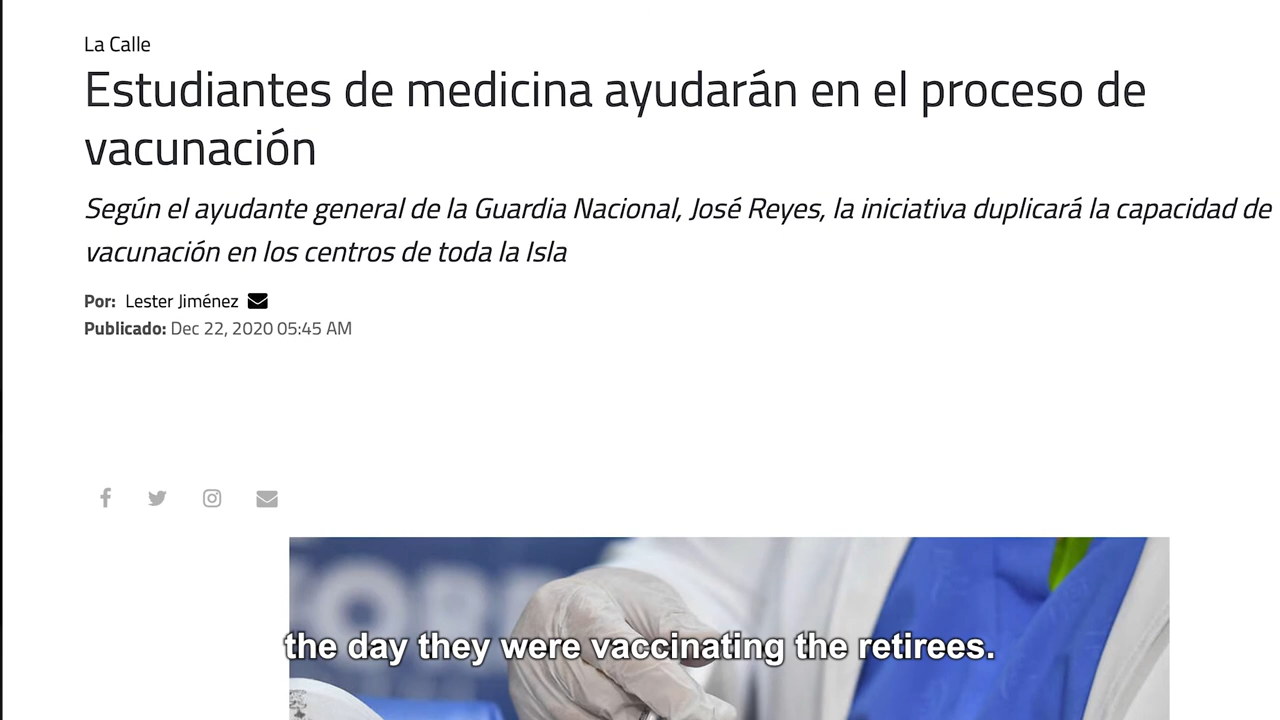 La Calle
Estudiantes de medicina ayudarán en el proceso de
vacunación
Según el ayudante general de la Guardia Nacional, José Reyes, la iniciativa duplicará la capacidad de
vacunación en los centros de toda la Isla
Por: Lester Jiménez
Publicado: Dec 22, 2020 05:45 AM
the day they were vaccinating the retirees.